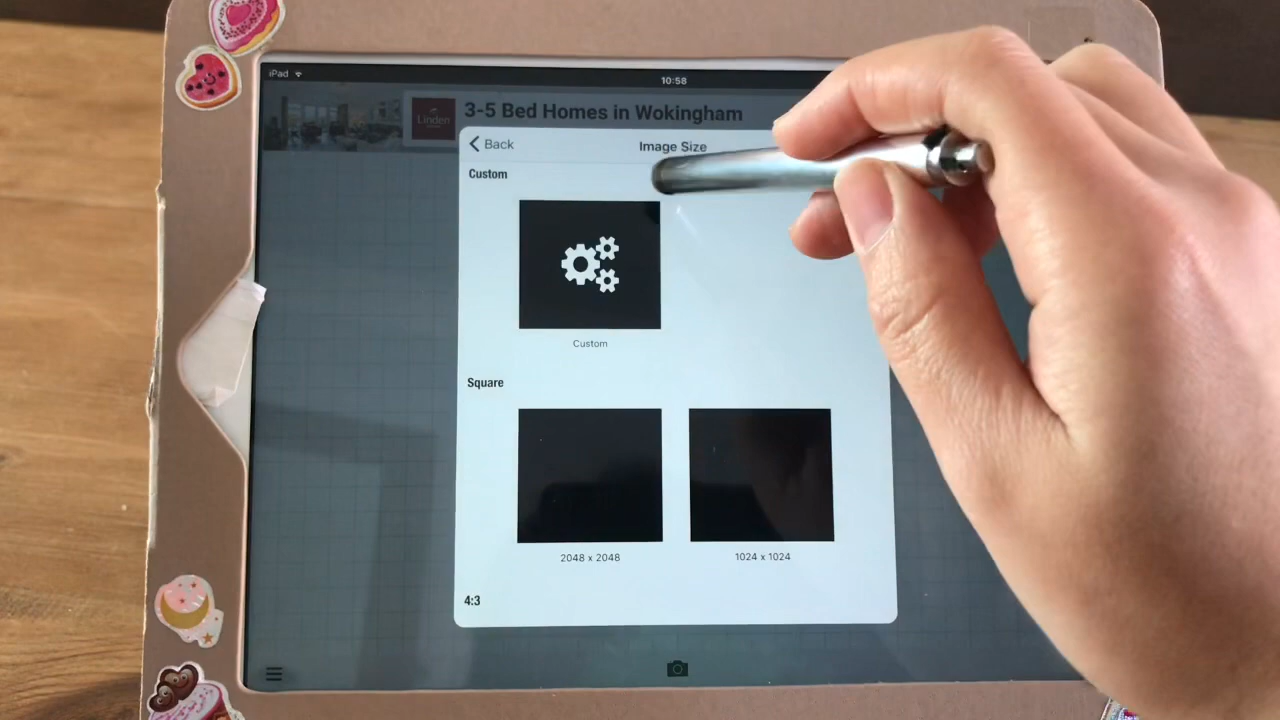 iPad
10:58
Linden
3-5 Bed Homes in Wokingham
Back
Image Size
Custom
Custom
Square
2048 x 2048
1024 x 1024
4:3